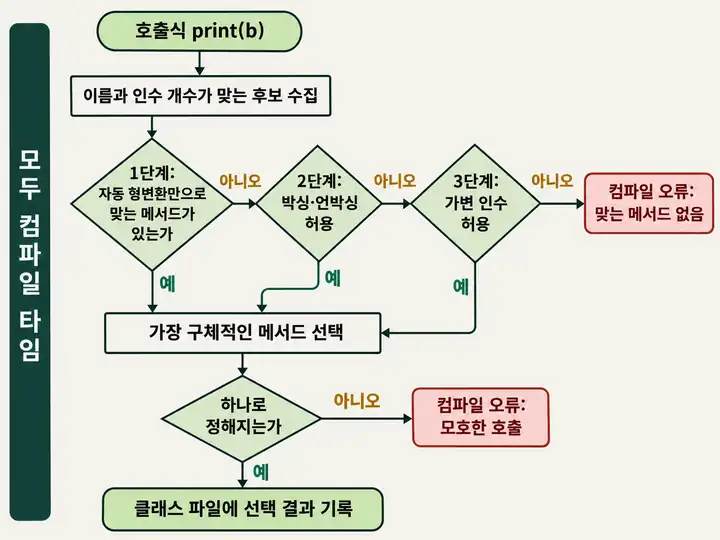 모두 컴파일 타임
호출식 print(b)
이름과 인수 개수가 맞는 후보 수집
1단계:
자동 형변환만으로
맞는 메서드가
있는가
아니오
2단계:
박싱·언박싱
허용
아니오
3단계:
가변 인수
허용
아니오
컴파일 오류:
맞는 메서드 없음
예
예
예
가장 구체적인 메서드 선택
하나로
정해지는가
아니오
컴파일 오류:
모호한 호출
예
클래스 파일에 선택 결과 기록